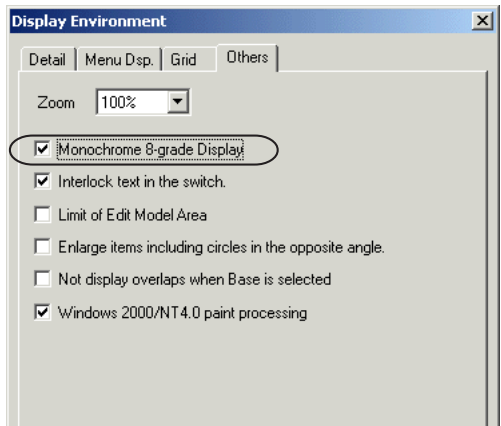 Display Environment
Detail Menu Dsp. Grid Others
Zoom 100%
Monochrome 8-grade Display
Interlock text in the switch.
Limit of Edit Model Area
Enlarge items including circles in the opposite angle.
Not display overlaps when Base is selected
Windows 2000/NT4.0 paint processing